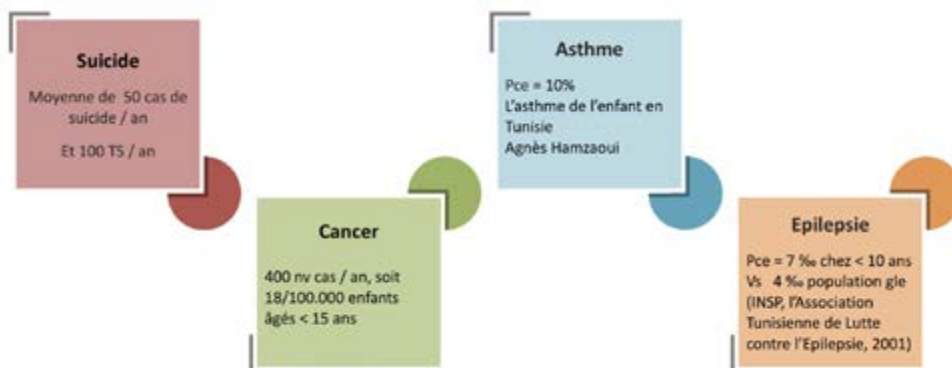 Suicide
Moyenne de 50 cas de
suicide / an
Et 100 TS / an
Cancer
400 nv cas / an, soit
18/100.000 enfants
âgés < 15 ans
Asthme
Pce = 10%
L'asthme de l'enfant en
Tunisie
Agnès Hamzaoui
Epilepsie
Pce = 7 ‰ chez < 10 ans
Vs 4 ‰ population gle
(INSP, l'Association
Tunisienne de Lutte
contre l'Epilepsie, 2001)